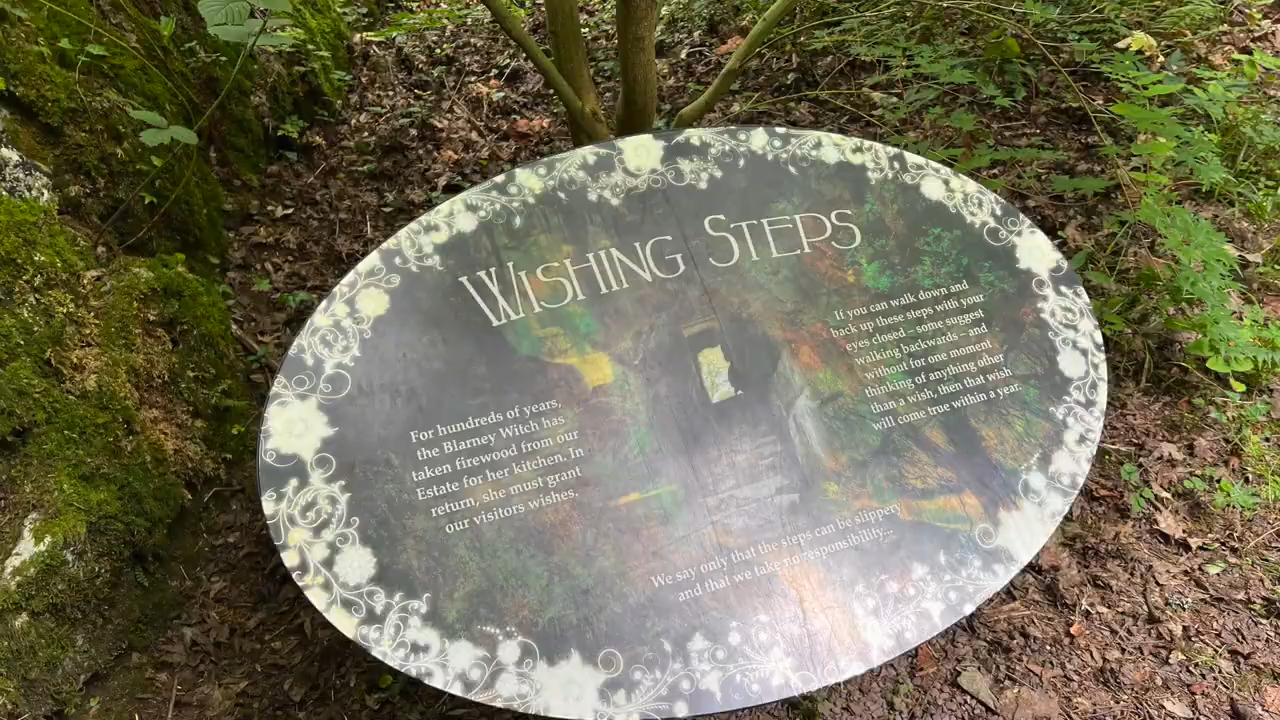 WISHING STEPS
For hundreds of years,
the Blarney Witch has
taken firewood from our
Estate for her kitchen. In
return, she must grant
our visitors wishes.
If you can walk down and
back up these steps with your
eyes closed – some suggest
walking backwards – and
without for one moment
thinking of anything other
than a wish, then that wish
will come true within a year.
We say only that the steps can be slippery
and that we take no responsibility...